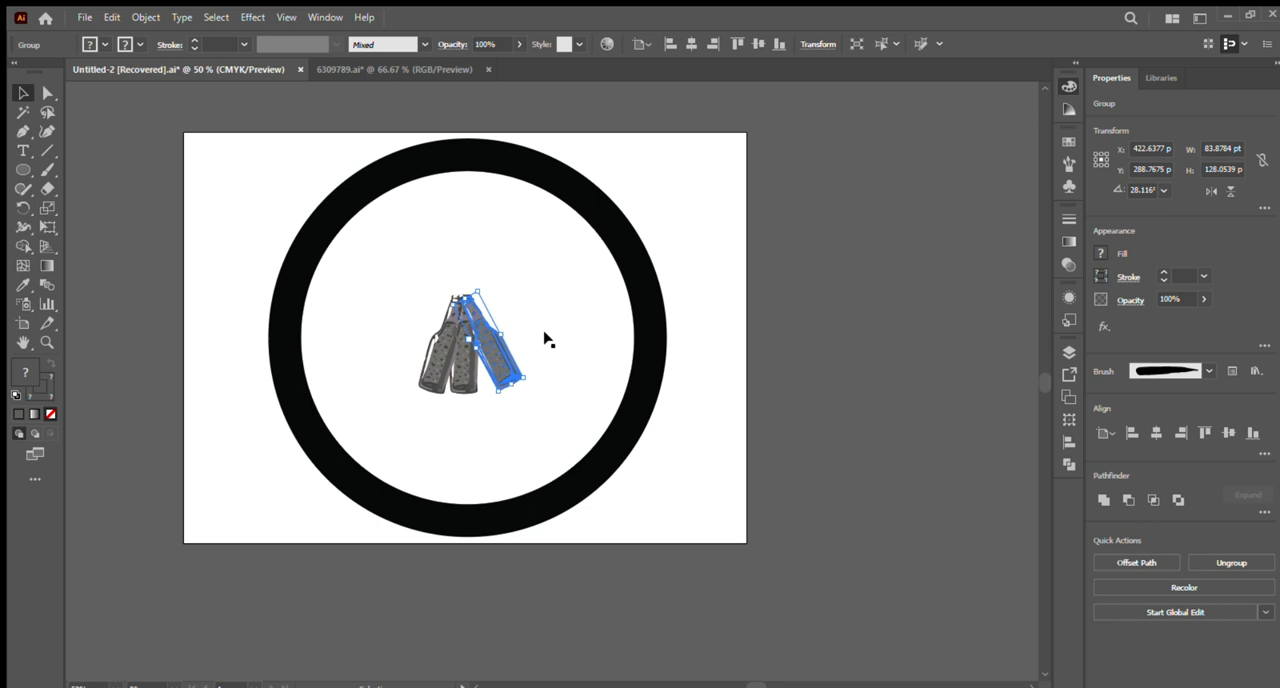 Ai File Edit Object Type Select Effect View Window Help
Group ? ? Stroke: Mixed Opacity: 100% Style: Transform
Untitled-2 [Recovered].ai* @ 50 % (CMYK/Preview) × 6309789.ai* @ 66.67 % (RGB/Preview) ×
Properties Libraries
Group
Transform
X: 422.6377 p W: 83.8784 pt
Y: 288.7675 p H: 128.0539 p
28.116°
Appearance
? Fill
Stroke
Opacity 100%
fx.
Brush
Align
Pathfinder
Expand
Quick Actions
Offset Path Ungroup
Recolor
Start Global Edit